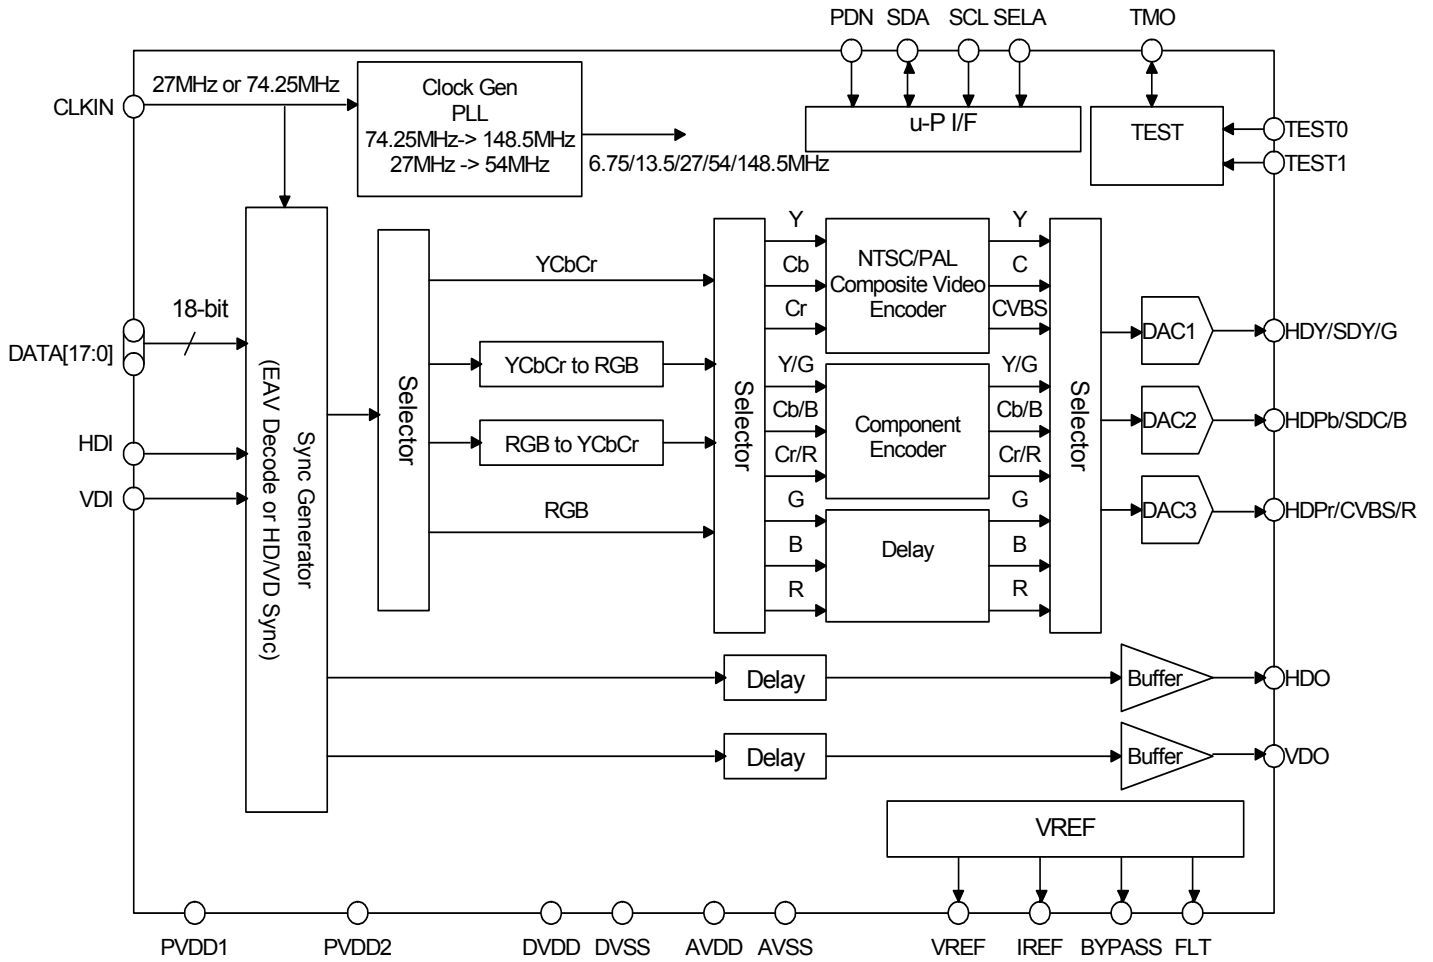 PDN SDA SCL SELA TMO
CLKIN
27MHz or 74.25MHz
Clock Gen
PLL
74.25MHz-> 148.5MHz
27MHz -> 54MHz
6.75/13.5/27/54/148.5MHz
u-P I/F
TEST
TEST0
TEST1
DATA[17:0]
18-bit
HDI
VDI
Sync Generator
(EAV Decode or HD/VD Sync)
Selector
YCbCr
YCbCr to RGB
RGB to YCbCr
RGB
Selector
Y
Cb
Cr
Y/G
Cb/B
Cr/R
G
B
R
NTSC/PAL
Composite Video
Encoder
Component
Encoder
Delay
Y
C
CVBS
Y/G
Cb/B
Cr/R
G
B
R
Selector
DAC1
DAC2
DAC3
HDY/SDY/G
HDPb/SDC/B
HDPr/CVBS/R
Delay
Buffer
HDO
Delay
Buffer
VDO
VREF
PVDD1 PVDD2 DVDD DVSS AVDD AVSS VREF IREF BYPASS FLT